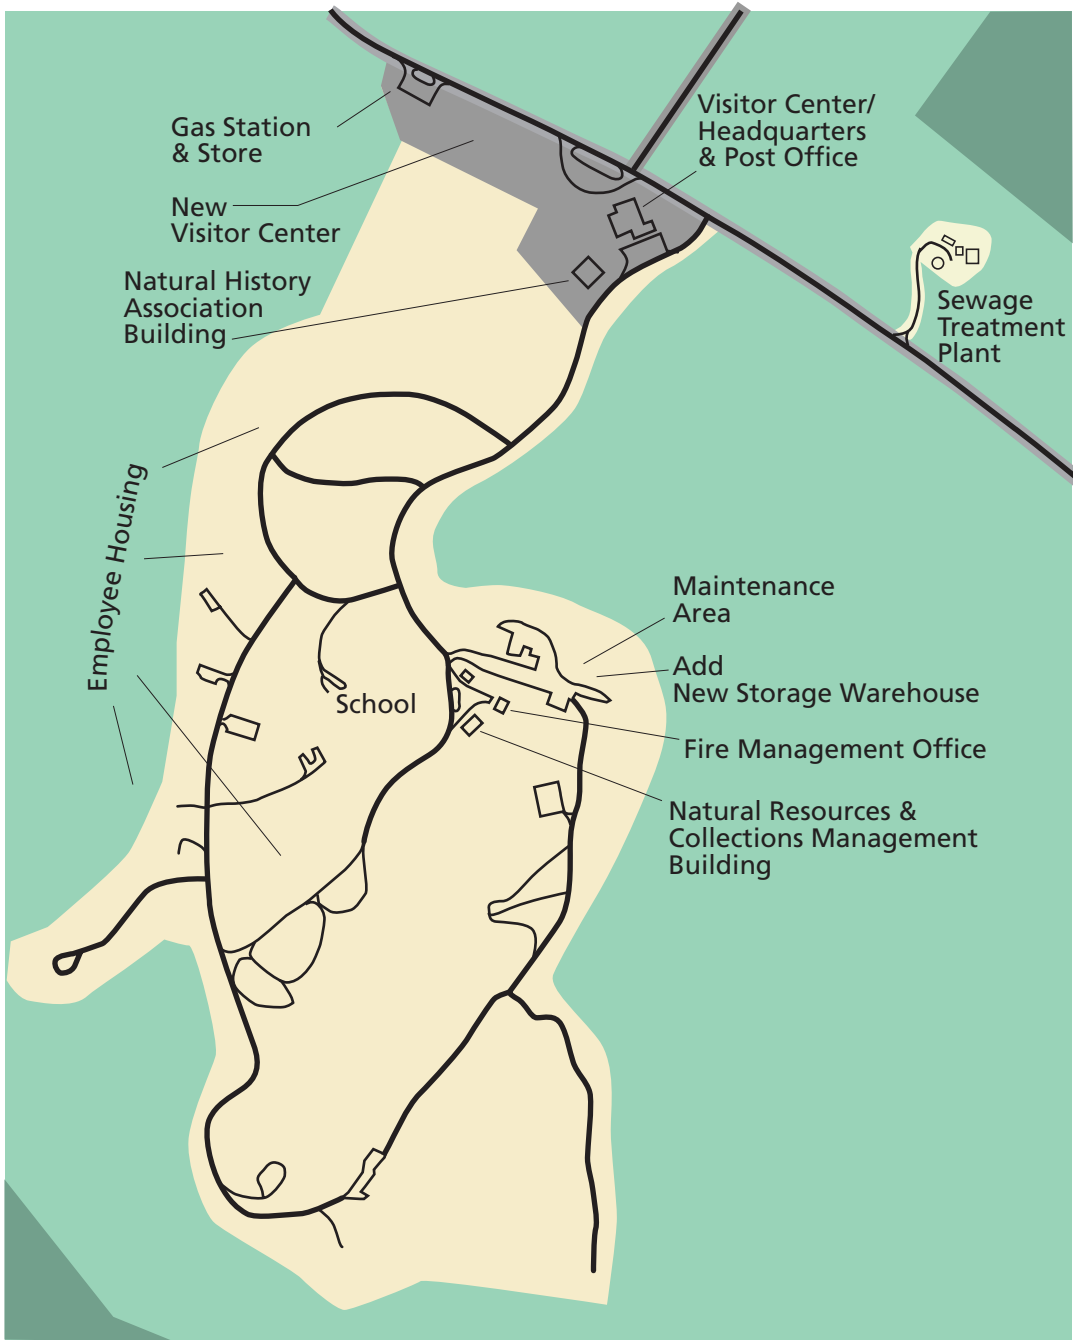 Gas Station
& Store
Visitor Center/
Headquarters
& Post Office
New
Visitor Center
Natural History
Association
Building
Sewage
Treatment
Plant
Employee Housing
Maintenance
Area
Add
New Storage Warehouse
School
Fire Management Office
Natural Resources &
Collections Management
Building